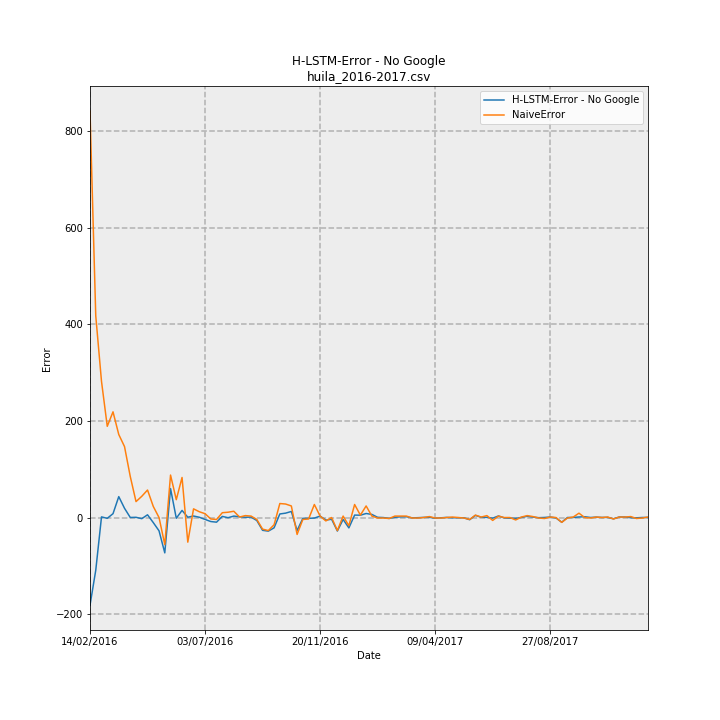 H-LSTM-Error - No Google
huila_2016-2017.csv
H-LSTM-Error - No Google
NaiveError
800
600
400
200
0
−200
Error
14/02/2016
03/07/2016
20/11/2016
09/04/2017
27/08/2017
Date